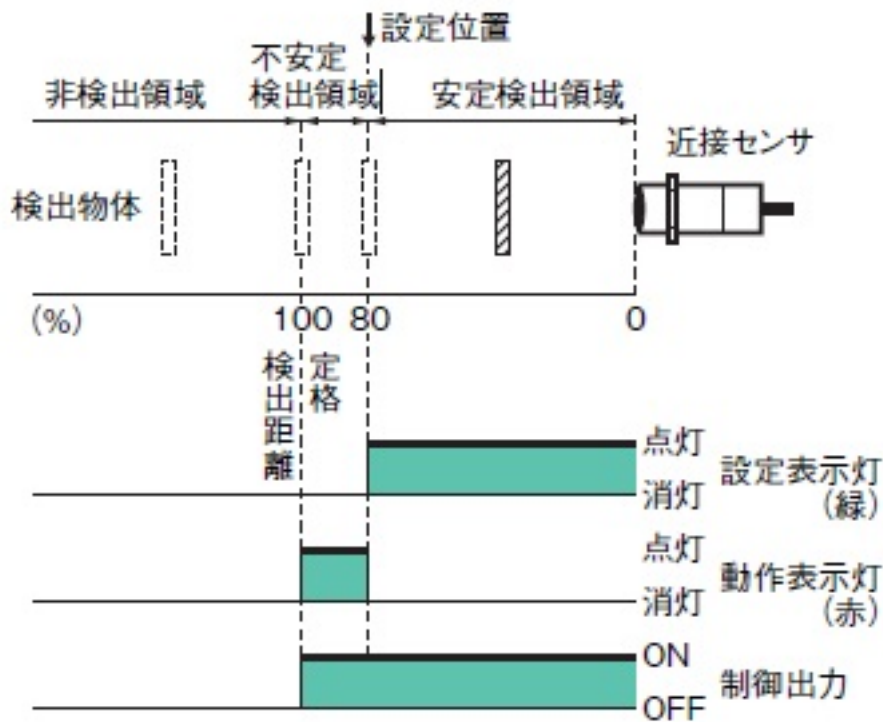 設定位置
不安定
非検出領域 検出領域 安定検出領域
近接センサ
検出物体
(%) 100 80 0
検出距離
定格
点灯
消灯
設定表示灯
(緑)
点灯
消灯
動作表示灯
(赤)
ON
OFF
制御出力